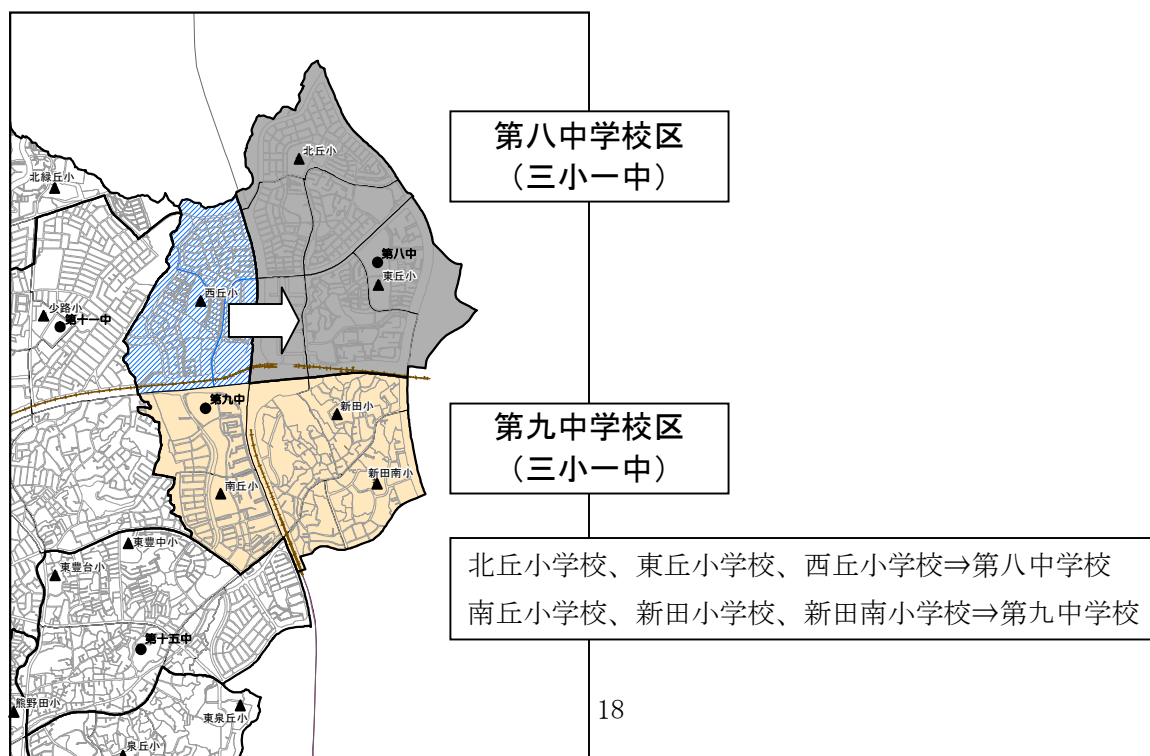 第八中学校区
（三小一中）
北丘小
北緑丘小
第八中
東丘小
西丘小
少路小
第十一中
第九中学校区
（三小一中）
第九中
新田小
新田南小
南丘小
北丘小学校、東丘小学校、西丘小学校⇒第八中学校
南丘小学校、新田小学校、新田南小学校⇒第九中学校
東豊中小
東豊台小
第十五中
熊野田小
東泉丘小
泉丘小
18